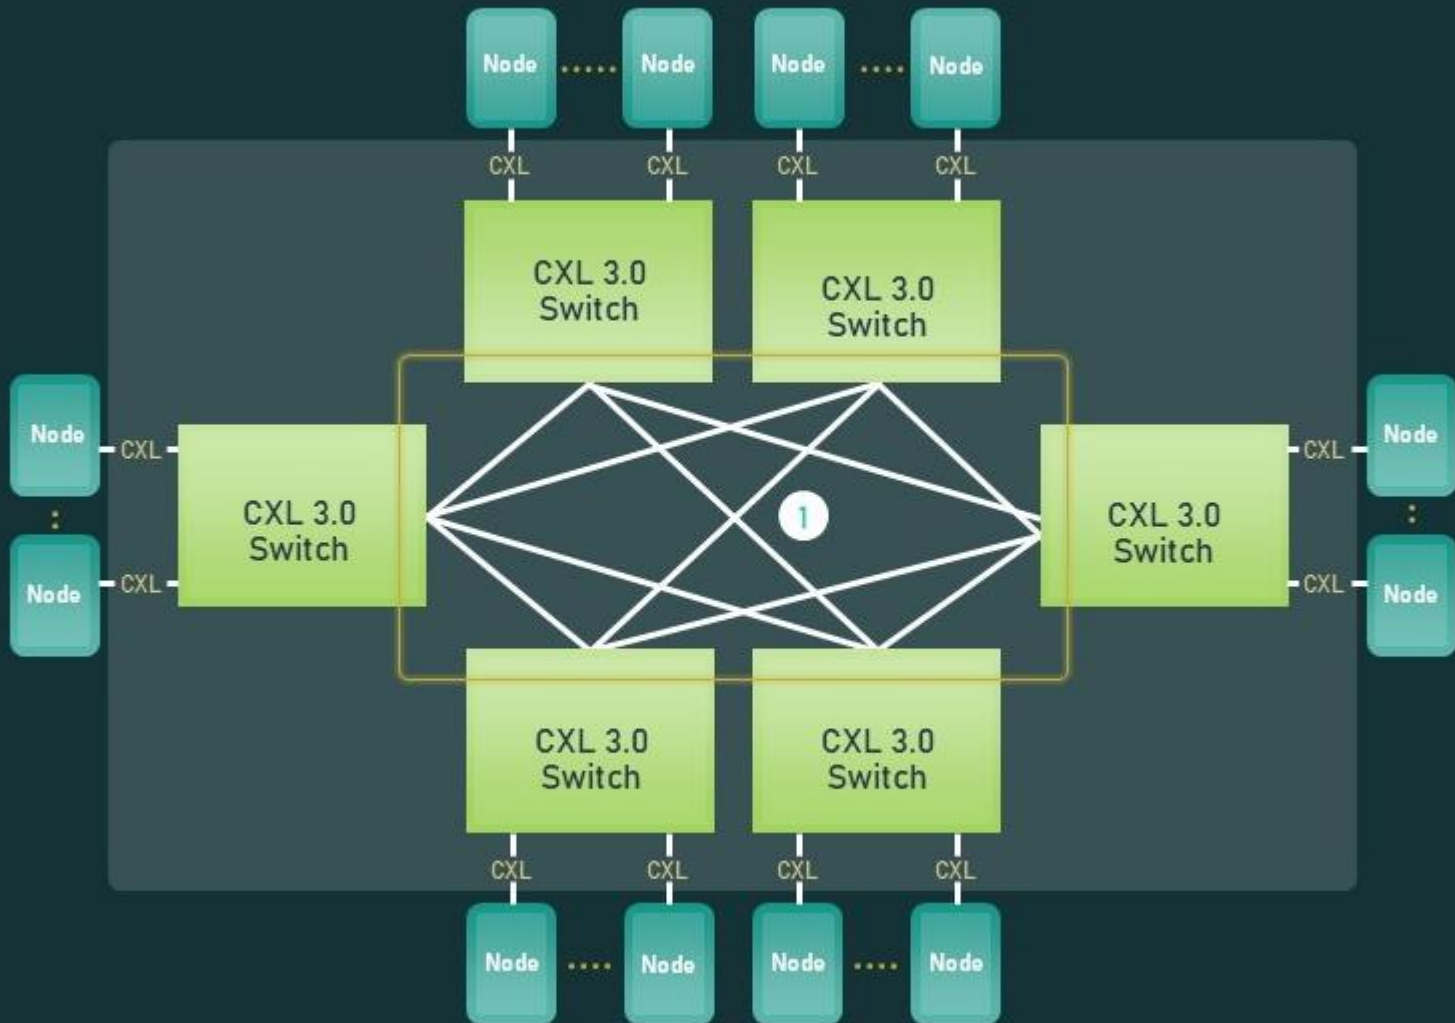 Node ..... Node Node .... Node
CXL CXL CXL CXL
CXL 3.0
Switch
CXL 3.0
Switch
Node
CXL
CXL 3.0
Switch
CXL
Node
1
CXL 3.0
Switch
CXL
Node
CXL
Node
CXL 3.0
Switch
CXL 3.0
Switch
CXL CXL CXL CXL
Node .... Node Node .... Node